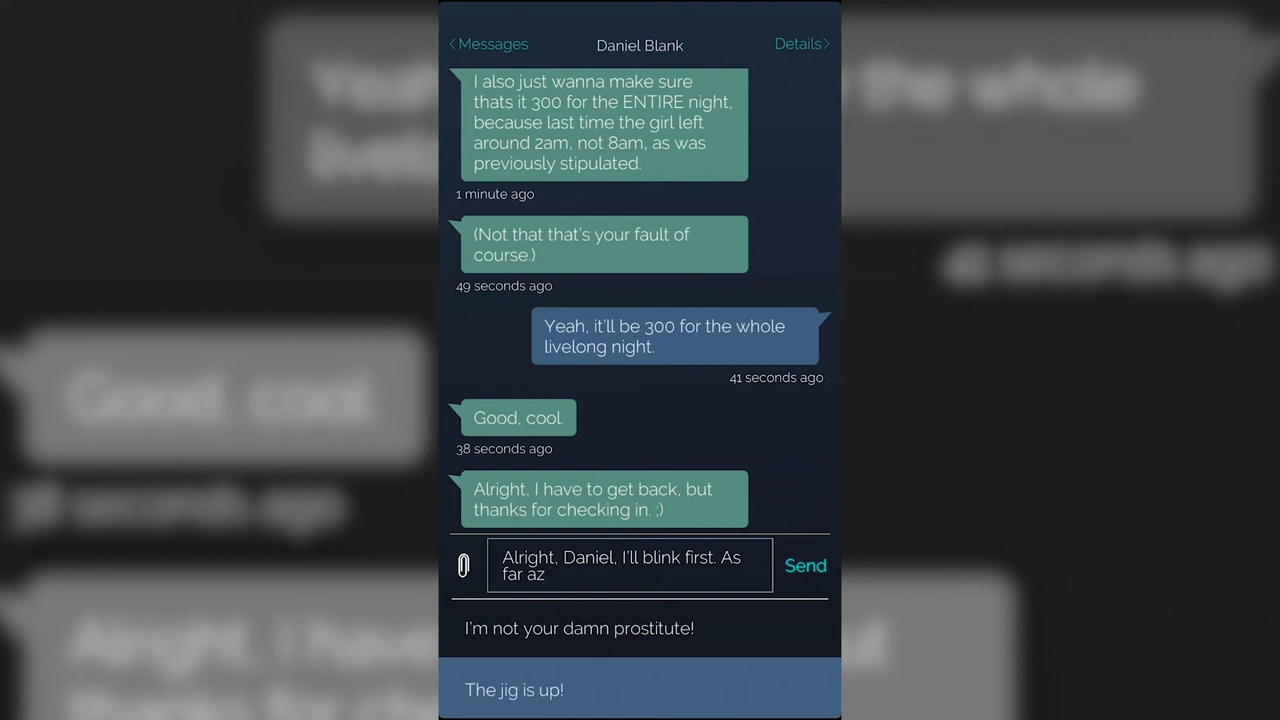 Messages
Daniel Blank
Details
I also just wanna make sure
thats it 300 for the ENTIRE night,
because last time the girl left
around 2am, not 8am, as was
previously stipulated.
1 minute ago
(Not that that's your fault of
course.)
49 seconds ago
Yeah, it'll be 300 for the whole
livelong night.
41 seconds ago
Good, cool.
38 seconds ago
Alright, I have to get back, but
thanks for checking in. ;)
Alright, Daniel, I'll blink first. As
far az
Send
I'm not your damn prostitute!
The jig is up!